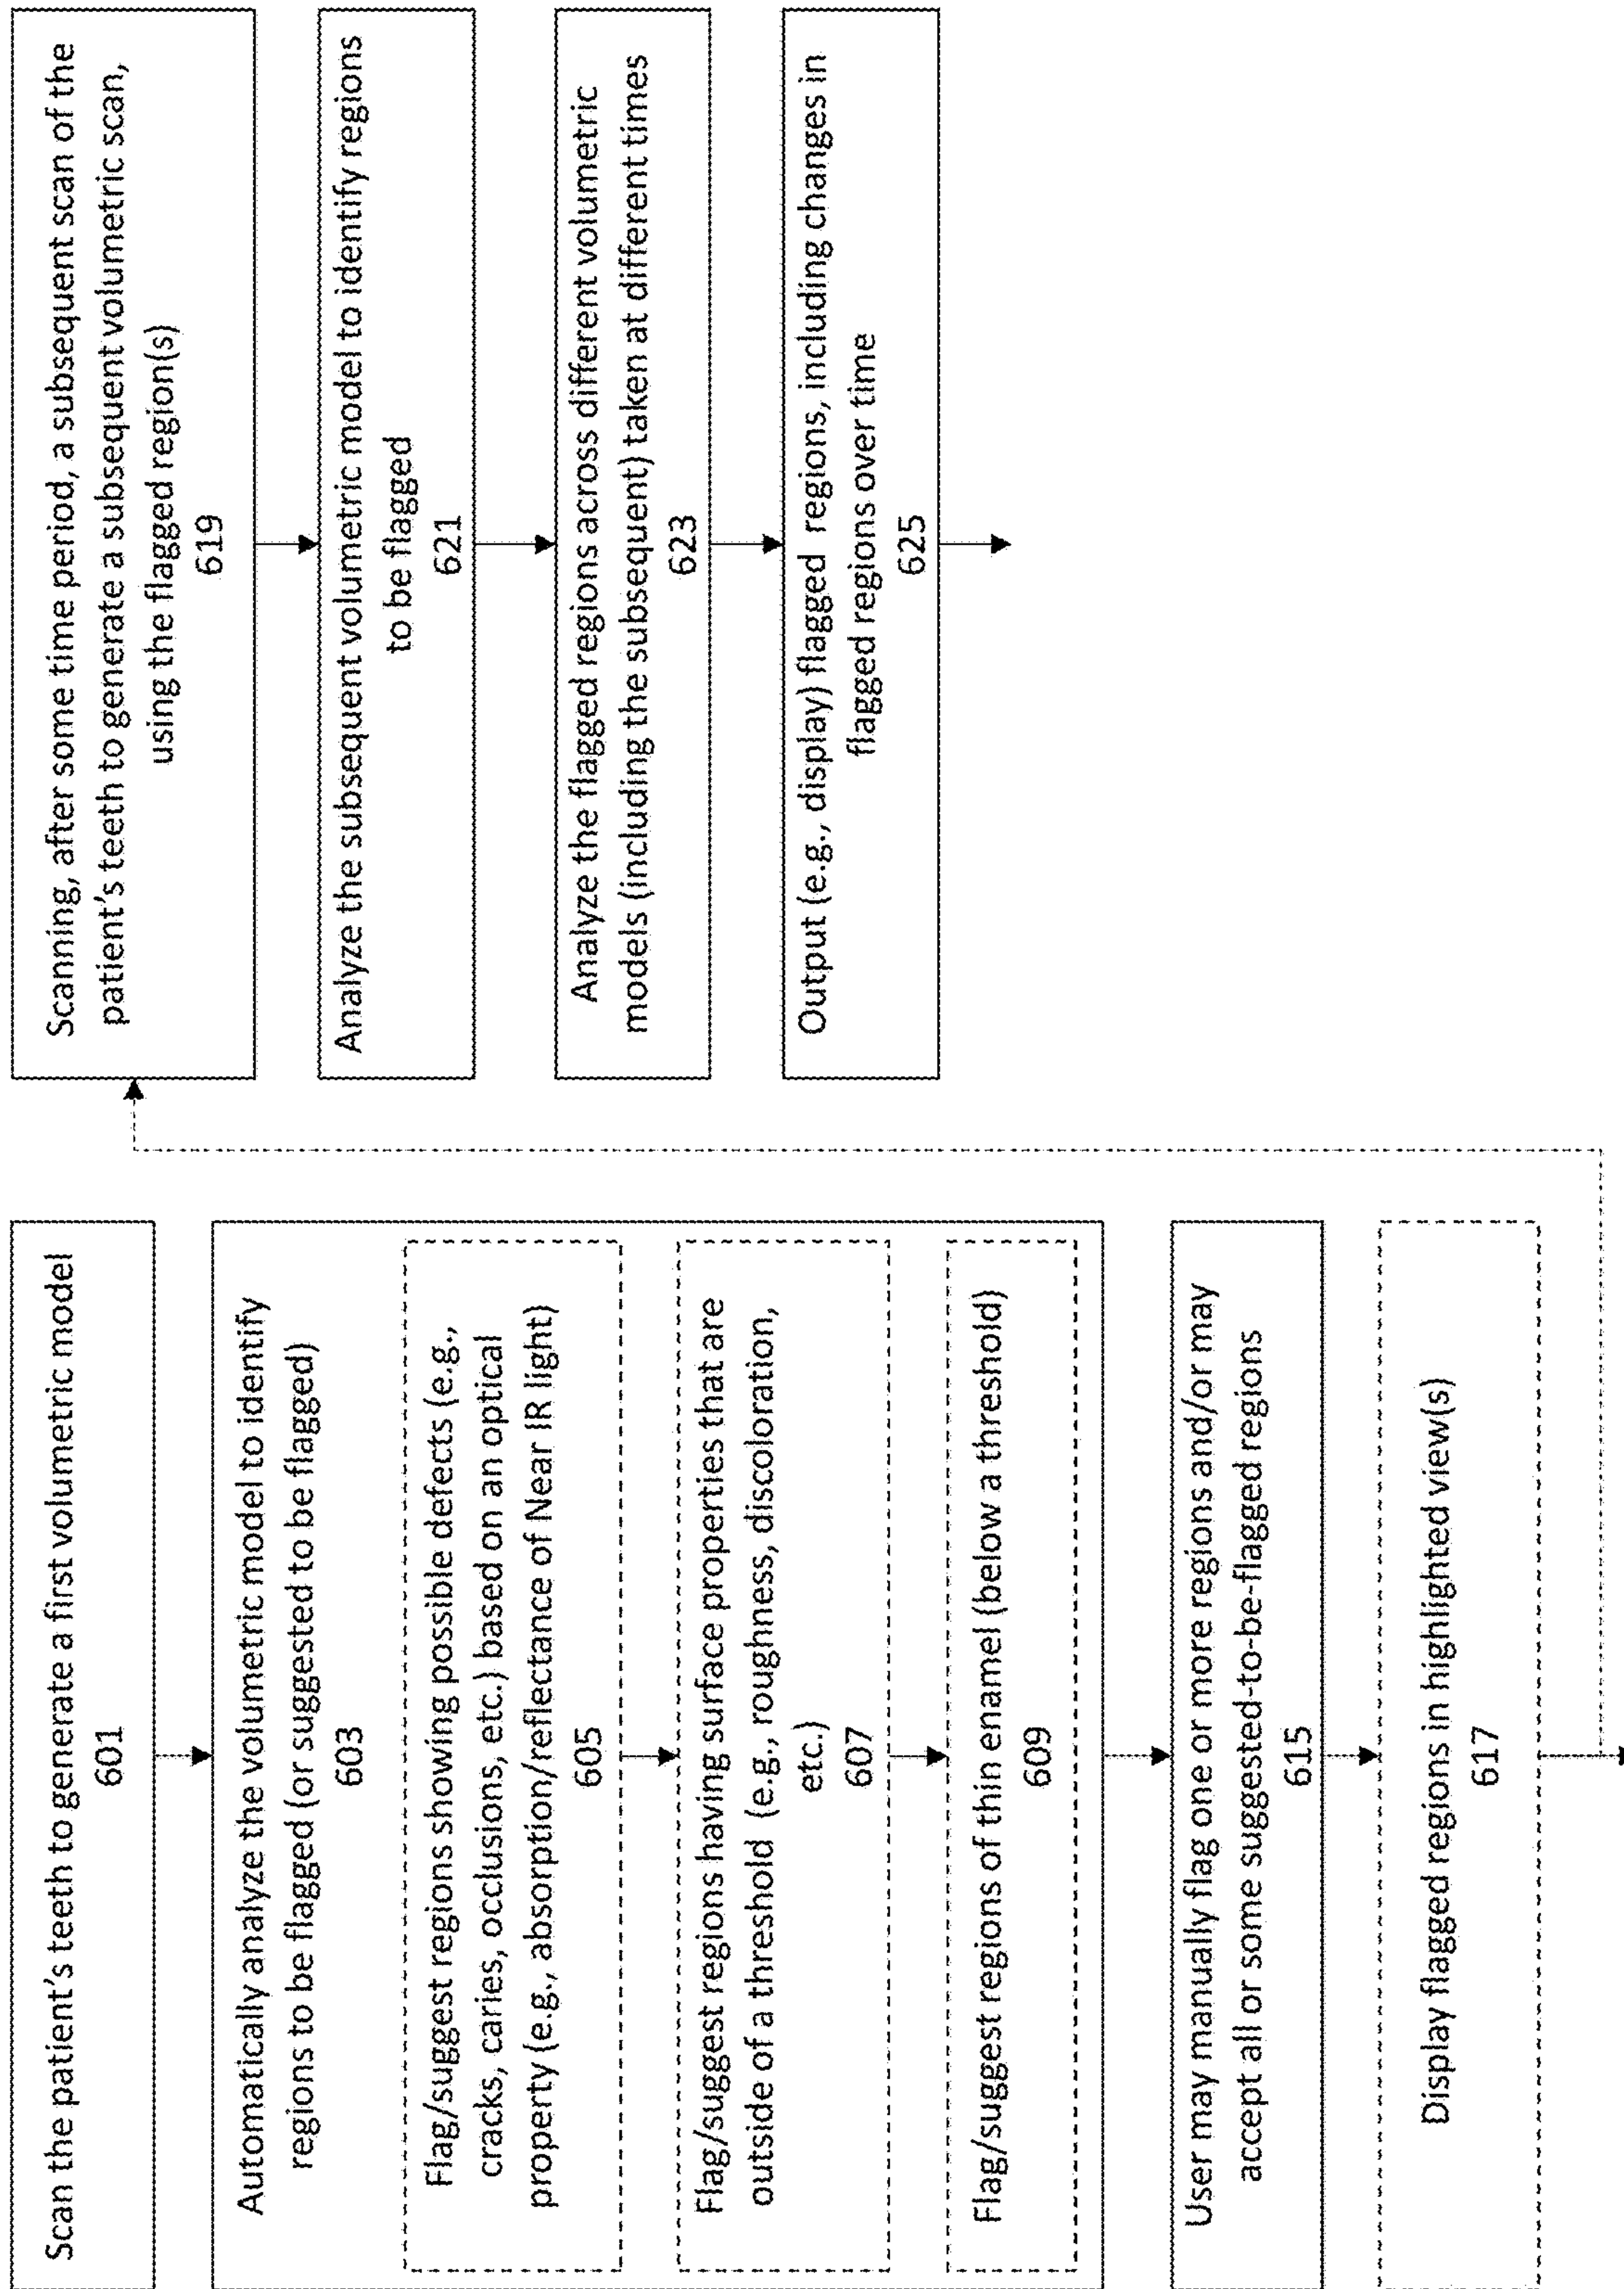 Scan the patient's teeth to generate a first volumetric model
601
Automatically analyze the volumetric model to identify
regions to be flagged (or suggested to be flagged)
603
Flag/suggest regions showing possible defects (e.g.,
cracks, caries, occlusions, etc.) based on an optical
property (e.g., absorption/reflectance of Near IR light)
605
Flag/suggest regions having surface properties that are
outside of a threshold (e.g., roughness, discoloration,
etc.)
607
Flag/suggest regions of thin enamel (below a threshold)
609
User may manually flag one or more regions and/or may
accept all or some suggested-to-be-flagged regions
615
Display flagged regions in highlighted view(s)
617
Scanning, after some time period, a subsequent scan of the
patient's teeth to generate a subsequent volumetric scan,
using the flagged region(s)
619
Analyze the subsequent volumetric model to identify regions
to be flagged
621
Analyze the flagged regions across different volumetric
models (including the subsequent) taken at different times
623
Output (e.g., display) flagged regions, including changes in
flagged regions over time
625